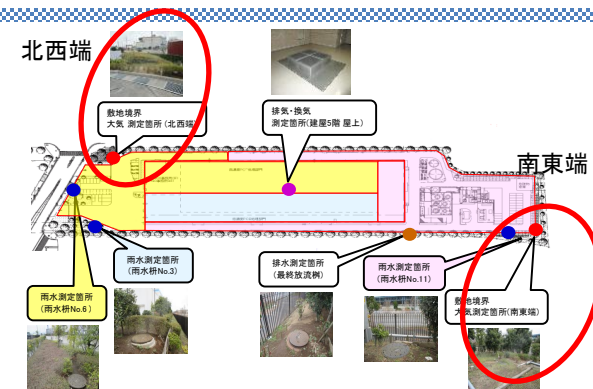 北西端
敷地境界
大気 測定箇所(北西端)
排気・換気
測定箇所(建屋5階 屋上)
南東端
雨水測定箇所
(雨水枡No.3)
排水測定箇所
(最終放流桝)
雨水測定箇所
(雨水枡No.11)
雨水測定箇所
(雨水枡No.6)
敷地境界
大気測定箇所(南東端)